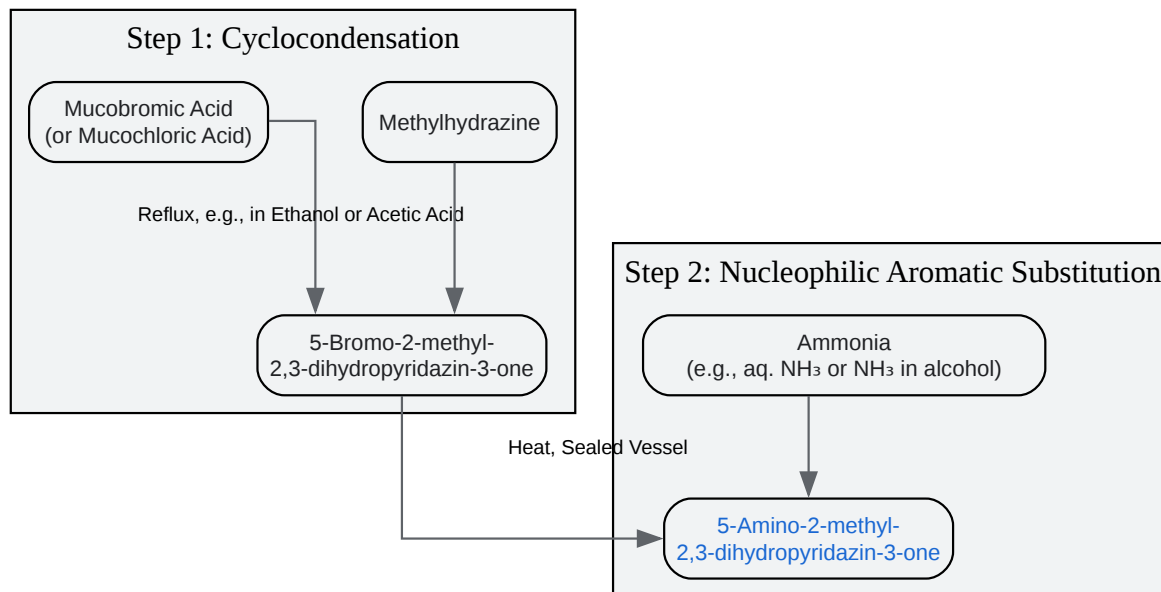 Step 1: Cyclocondensation
Mucobromic Acid
(or Mucochloric Acid)
Methylhydrazine
Reflux, e.g., in Ethanol or Acetic Acid
5-Bromo-2-methyl-
2,3-dihydropyridazin-3-one
Step 2: Nucleophilic Aromatic Substitution
Ammonia
(e.g., aq. NH₃ or NH₃ in alcohol)
Heat, Sealed Vessel
5-Amino-2-methyl-
2,3-dihydropyridazin-3-one